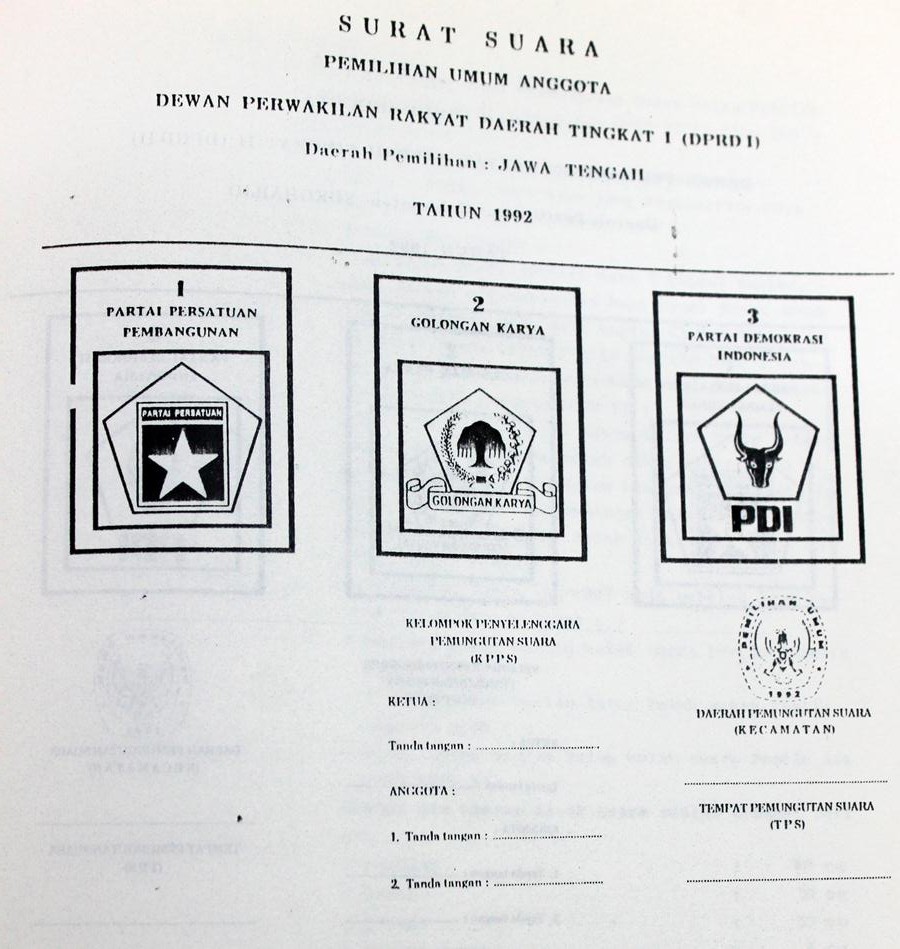 SURAT SUARA
PEMILIHAN UMUM ANGGOTA
DEWAN PERWAKILAN RAKYAT DAERAH TINGKAT I (DPRD I)
Daerah Pemilihan : JAWA TENGAH
TAHUN 1992
1
PARTAI PERSATUAN
PEMBANGUNAN
PARTAI PERSATUAN
2
GOLONGAN KARYA
GOLONGAN KARYA
3
PARTAI DEMOKRASI
INDONESIA
PDI
KELOMPOK PENYELENGGARA
PEMUNGUTAN SUARA
(KPPS)
KETUA :
Tanda tangan : ........................
ANGGOTA :
1. Tanda tangan : ........................
2. Tanda tangan : ........................
PEMILIHAN UMUM
1992
DAERAH PEMUNGUTAN SUARA
(KECAMATAN)
................................................
TEMPAT PEMUNGUTAN SUARA
(TPS)
................................................